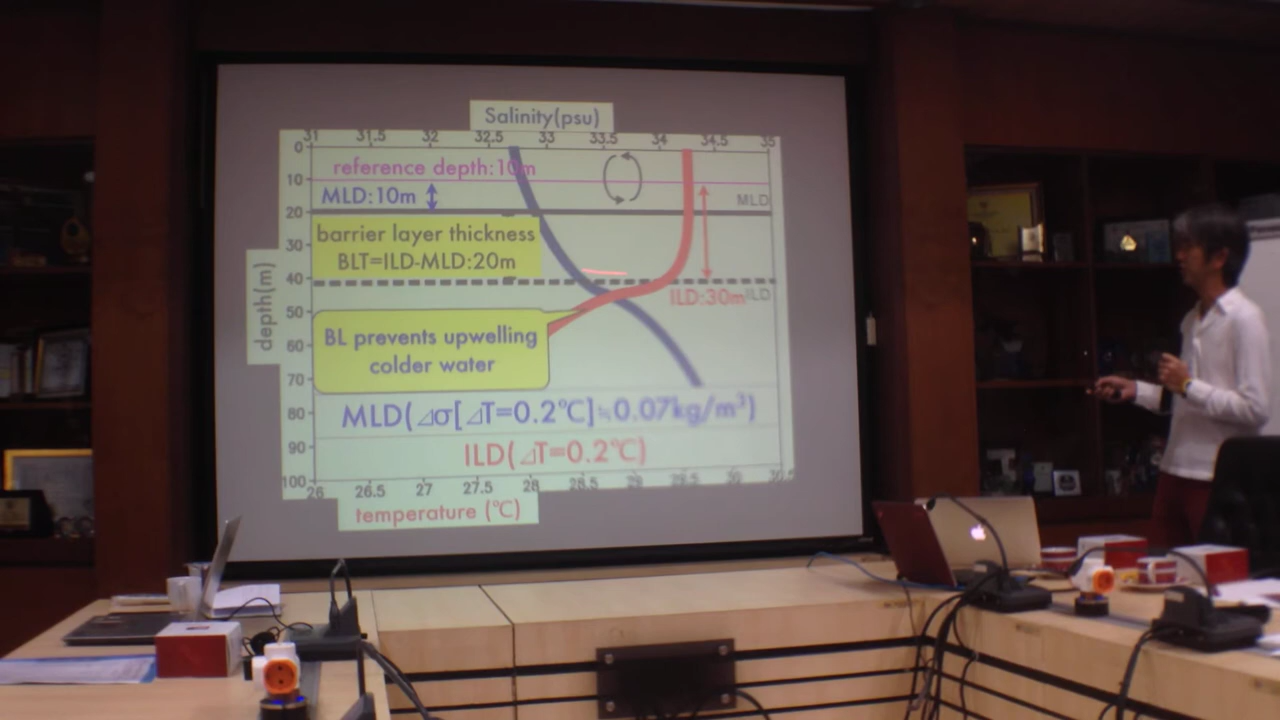 Salinity(psu)
31 31.5 32 32.5 33 33.5 34 34.5 35
0
reference depth:10m
10
MLD:10m
MLD
20
barrier layer thickness
30
BLT=ILD-MLD:20m
40
ILD:30m
ILD
50
BL prevents upwelling
60
colder water
70
80
MLD(⊿σ[⊿T=0.2℃]≒0.07kg/m³)
90
ILD(⊿T=0.2℃)
100
depth(m)
26 26.5 27 27.5 28 28.5 29 29.5 30 30.5
temperature (℃)